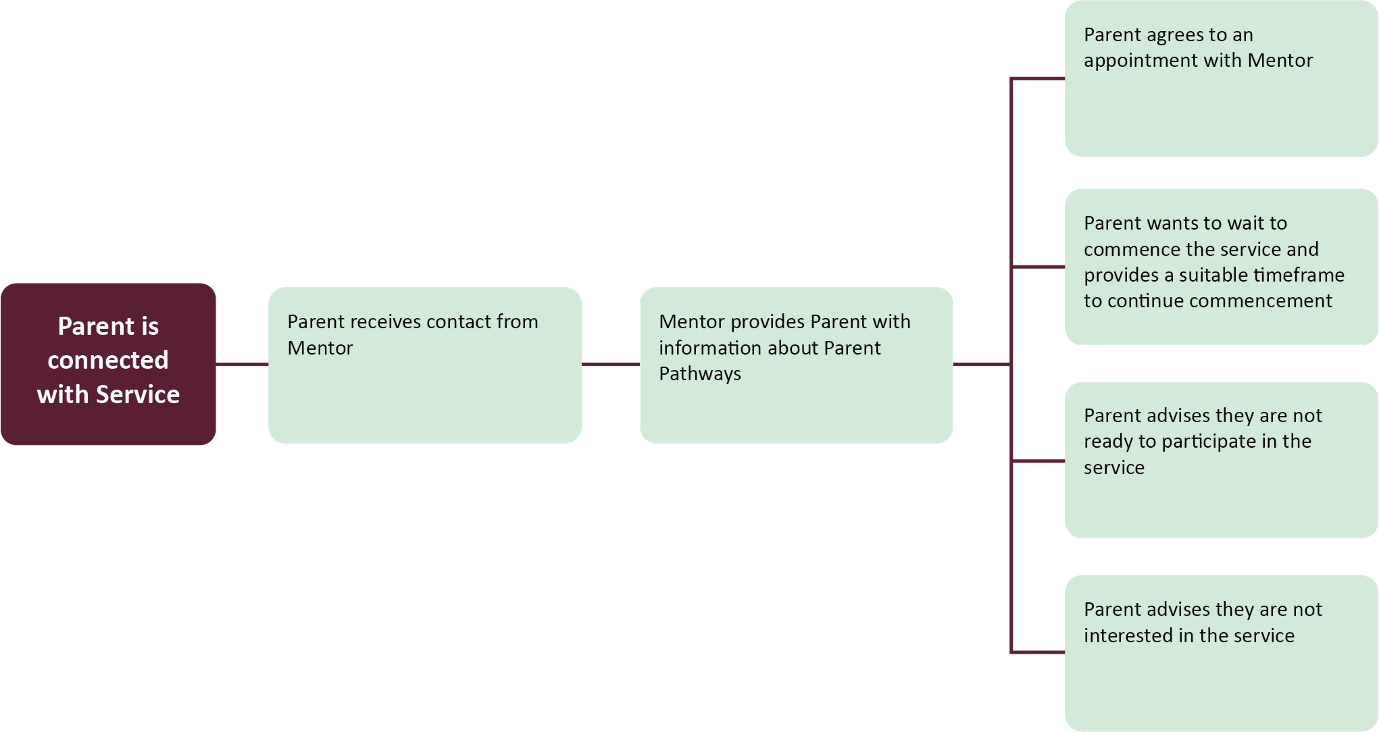 Parent is
connected
with Service
Parent receives contact from
Mentor
Mentor provides Parent with
information about Parent
Pathways
Parent agrees to an
appointment with Mentor
Parent wants to wait to
commence the service and
provides a suitable timeframe
to continue commencement
Parent advises they are not
ready to participate in the
service
Parent advises they are not
interested in the service